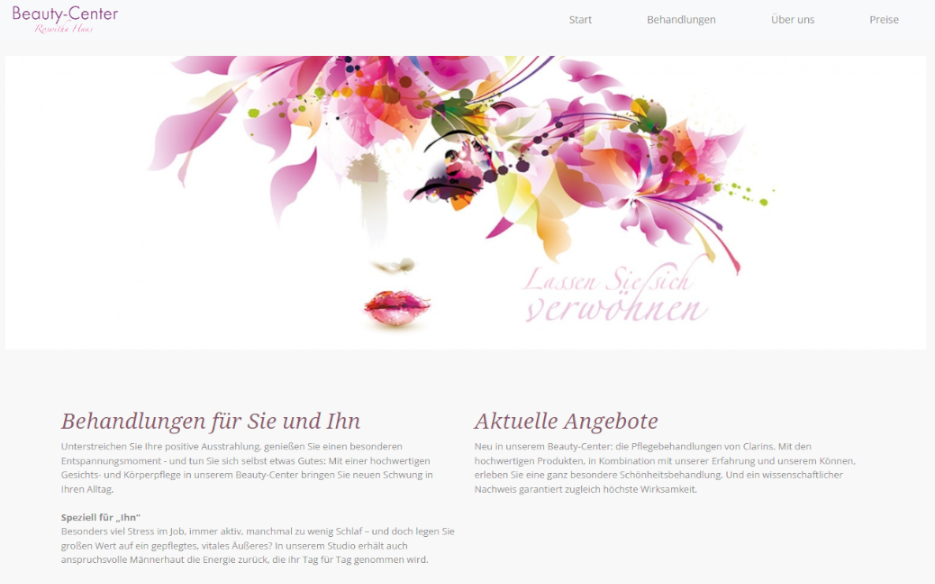 Beauty-Center
Roswitha Haas
Start
Behandlungen
Über uns
Preise
Lassen Sie sich
verwöhnen
Behandlungen für Sie und Ihn
Unterstreichen Sie Ihre positive Ausstrahlung, genießen Sie einen besonderen
Entspannungsmoment - und tun Sie sich selbst etwas Gutes: Mit einer hochwertigen
Gesichts- und Körperpflege in unserem Beauty-Center bringen Sie neuen Schwung in
Ihren Alltag.
Speziell für „Ihn“
Besonders viel Stress im Job, immer aktiv, manchmal zu wenig Schlaf – und doch legen Sie
großen Wert auf ein gepflegtes, vitales Äußeres? In unserem Studio erhält auch
anspruchsvolle Männerhaut die Energie zurück, die ihr Tag für Tag genommen wird.
Aktuelle Angebote
Neu in unserem Beauty-Center: die Pflegebehandlungen von Clarins. Mit den
hochwertigen Produkten, in Kombination mit unserer Erfahrung und unserem Können,
erleben Sie eine ganz besondere Schönheitsbehandlung. Und ein wissenschaftlicher
Nachweis garantiert zugleich höchste Wirksamkeit.